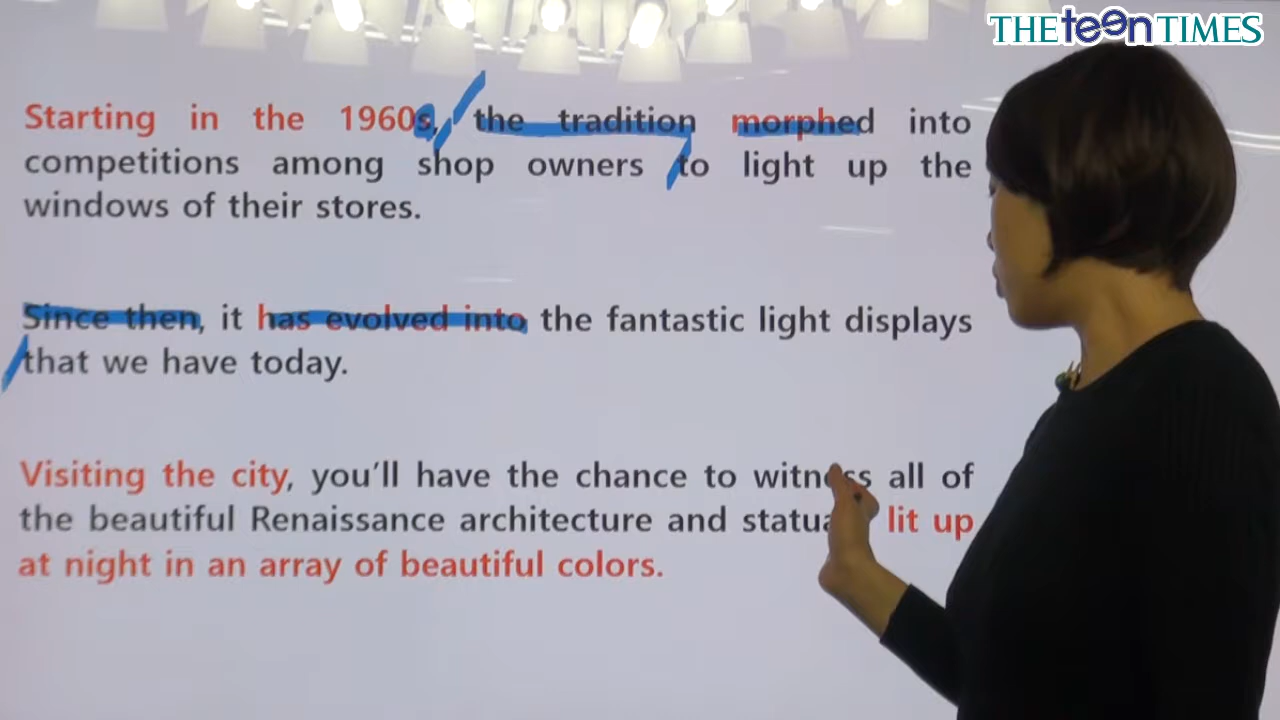 THE teen TIMES
Starting in the 1960s, the tradition morphed into
competitions among shop owners to light up the
windows of their stores.
Since then, it has evolved into the fantastic light displays
that we have today.
Visiting the city, you'll have the chance to witness all of
the beautiful Renaissance architecture and lit up
at night in an array of beautiful colors.